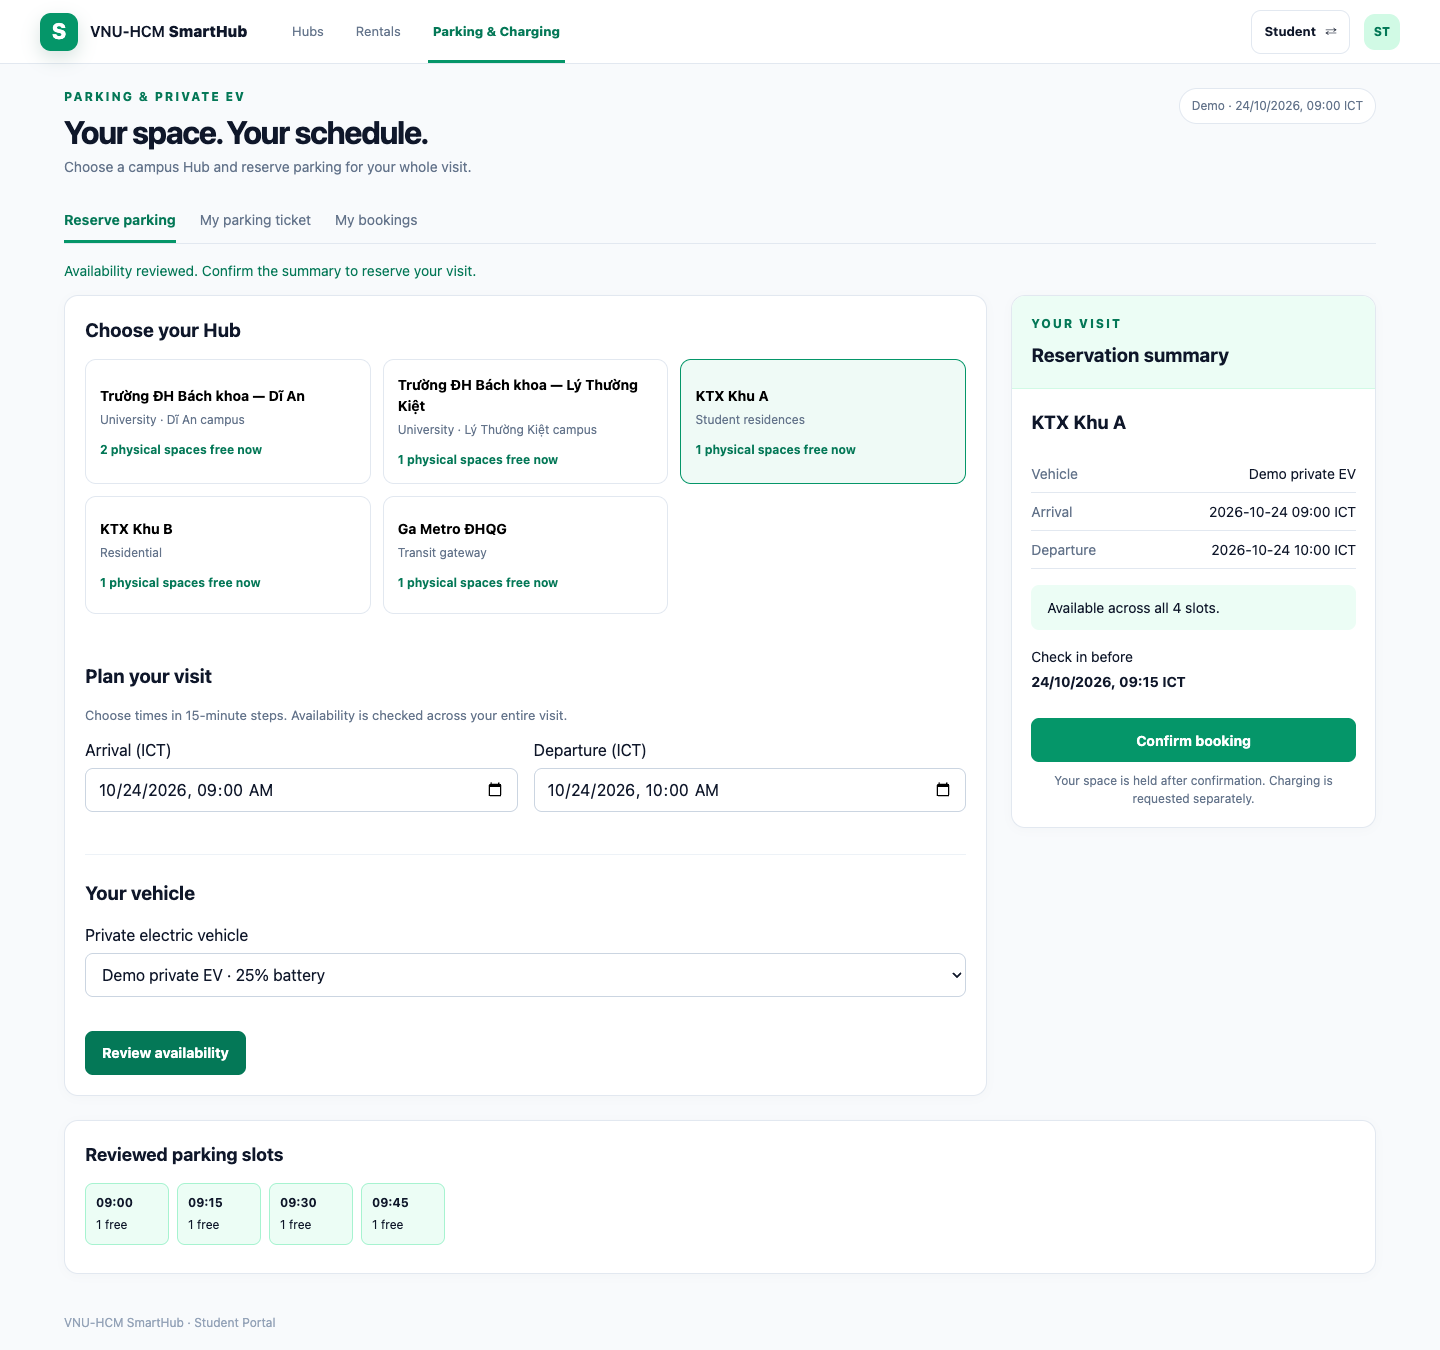 S
VNU-HCM SmartHub
Hubs
Rentals
Parking & Charging
Student ⇄
ST
PARKING & PRIVATE EV
Demo · 24/10/2026, 09:00 ICT
Your space. Your schedule.
Choose a campus Hub and reserve parking for your whole visit.
Reserve parking
My parking ticket
My bookings
Availability reviewed. Confirm the summary to reserve your visit.
Choose your Hub
Trường ĐH Bách khoa — Dĩ An
University · Dĩ An campus
2 physical spaces free now
Trường ĐH Bách khoa — Lý Thường
Kiệt
University · Lý Thường Kiệt campus
1 physical spaces free now
KTX Khu A
Student residences
1 physical spaces free now
KTX Khu B
Residential
1 physical spaces free now
Ga Metro ĐHQG
Transit gateway
1 physical spaces free now
Plan your visit
Choose times in 15-minute steps. Availability is checked across your entire visit.
Arrival (ICT)
10/24/2026, 09:00 AM
Departure (ICT)
10/24/2026, 10:00 AM
Your vehicle
Private electric vehicle
Demo private EV · 25% battery
Review availability
YOUR VISIT
Reservation summary
KTX Khu A
Vehicle Demo private EV
Arrival 2026-10-24 09:00 ICT
Departure 2026-10-24 10:00 ICT
Available across all 4 slots.
Check in before
24/10/2026, 09:15 ICT
Confirm booking
Your space is held after confirmation. Charging is
requested separately.
Reviewed parking slots
09:00
1 free
09:15
1 free
09:30
1 free
09:45
1 free
VNU-HCM SmartHub · Student Portal